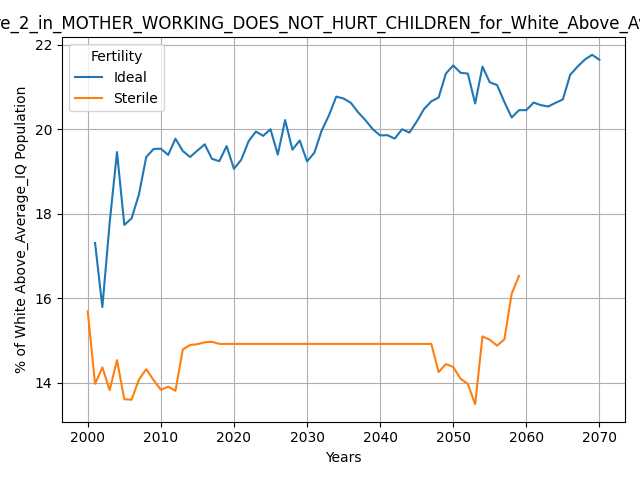 e_2_in_MOTHER_WORKING_DOES_NOT_HURT_CHILDREN_for_White_Above_A
Fertility
Ideal
Sterile
% of White Above_Average_IQ Population
22
20
18
16
14
2000 2010 2020 2030 2040 2050 2060 2070
Years